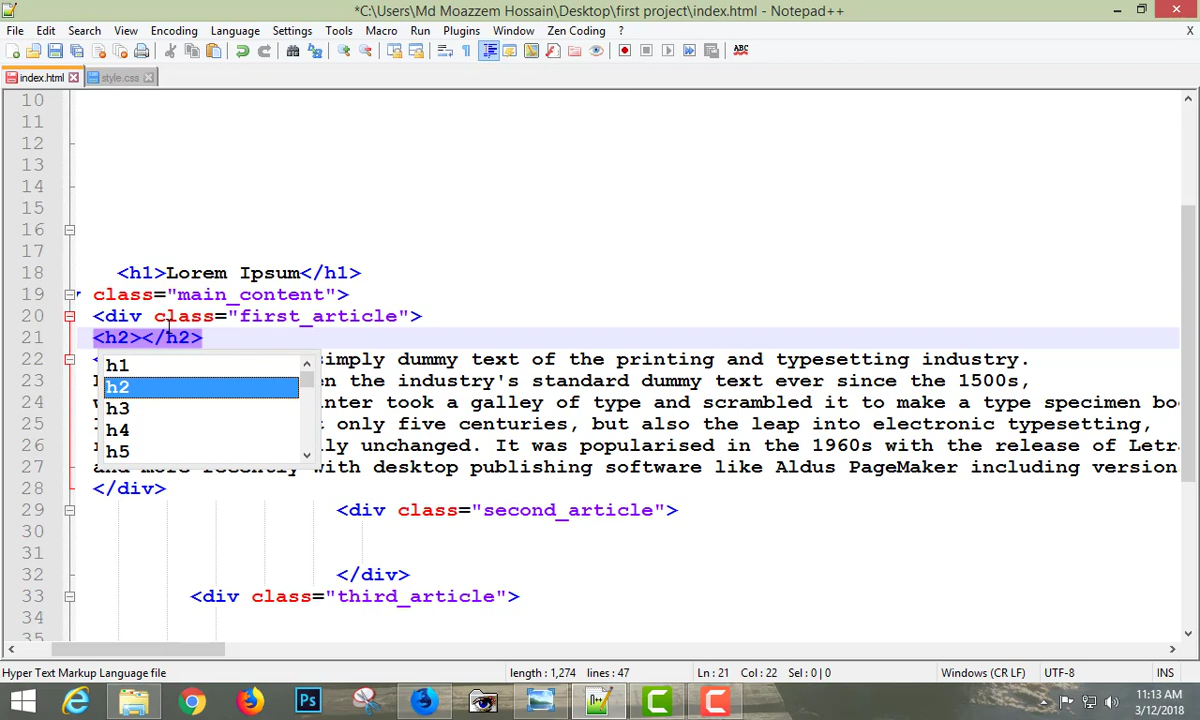 *C:\Users\Md Moazzem Hossain\Desktop\first project\index.html - Notepad++
File Edit Search View Encoding Language Settings Tools Macro Run Plugins Window Zen Coding ? X
ABC
index.html style.css
10
11
12
13
14
15
16
17
18 <h1>Lorem Ipsum</h1>
19 class="main_content">
20 <div class="first_article">
21 <h2></h2>
22 simply dummy text of the printing and typesetting industry.
23 the industry's standard dummy text ever since the 1500s,
24 took a galley of type and scrambled it to make a type specimen
25 only five centuries, but also the leap into electronic typesetting,
26 unchanged. It was popularised in the 1960s with the release of
27 and more recently with desktop publishing software like Aldus PageMaker including version
28 </div>
29 <div class="second_article">
30
31
32 </div>
33 <div class="third_article">
34
35
h1
h2
h3
h4
h5
Hyper Text Markup Language file length : 1,274 lines : 47 Ln : 21 Col : 22 Sel : 0 | 0 Windows (CR LF) UTF-8 INS
Ps
11:13 AM
3/12/2018